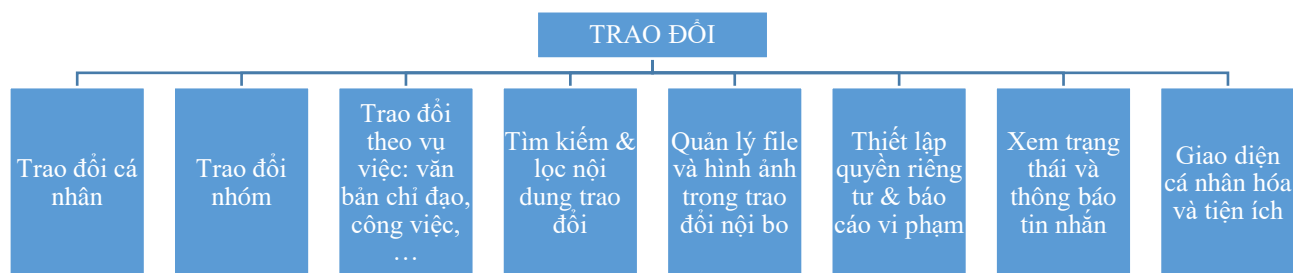 TRAO ĐỔI
Trao đổi cá
nhân
Trao đổi
nhóm
Trao đổi
theo vụ
việc: văn
bản chỉ đạo,
công việc,
…
Tìm kiếm &
lọc nội
dung trao
đổi
Quản lý file
và hình ảnh
trong trao
đổi nội bo
Thiết lập
quyền riêng
tư & báo
cáo vi phạm
Xem trạng
thái và
thông báo
tin nhắn
Giao diện
cá nhân hóa
và tiện ích